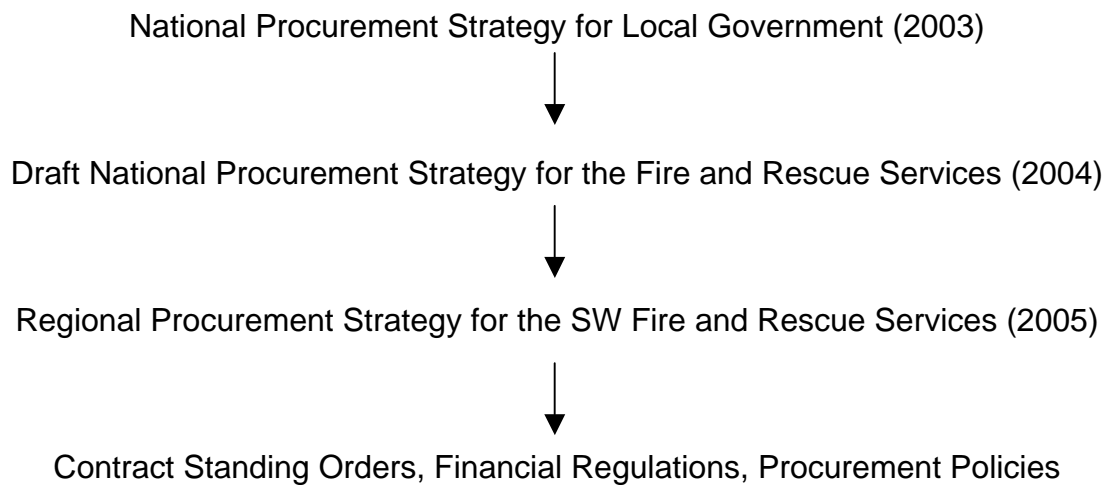 National Procurement Strategy for Local Government (2003)
Draft National Procurement Strategy for the Fire and Rescue Services (2004)
Regional Procurement Strategy for the SW Fire and Rescue Services (2005)
Contract Standing Orders, Financial Regulations, Procurement Policies